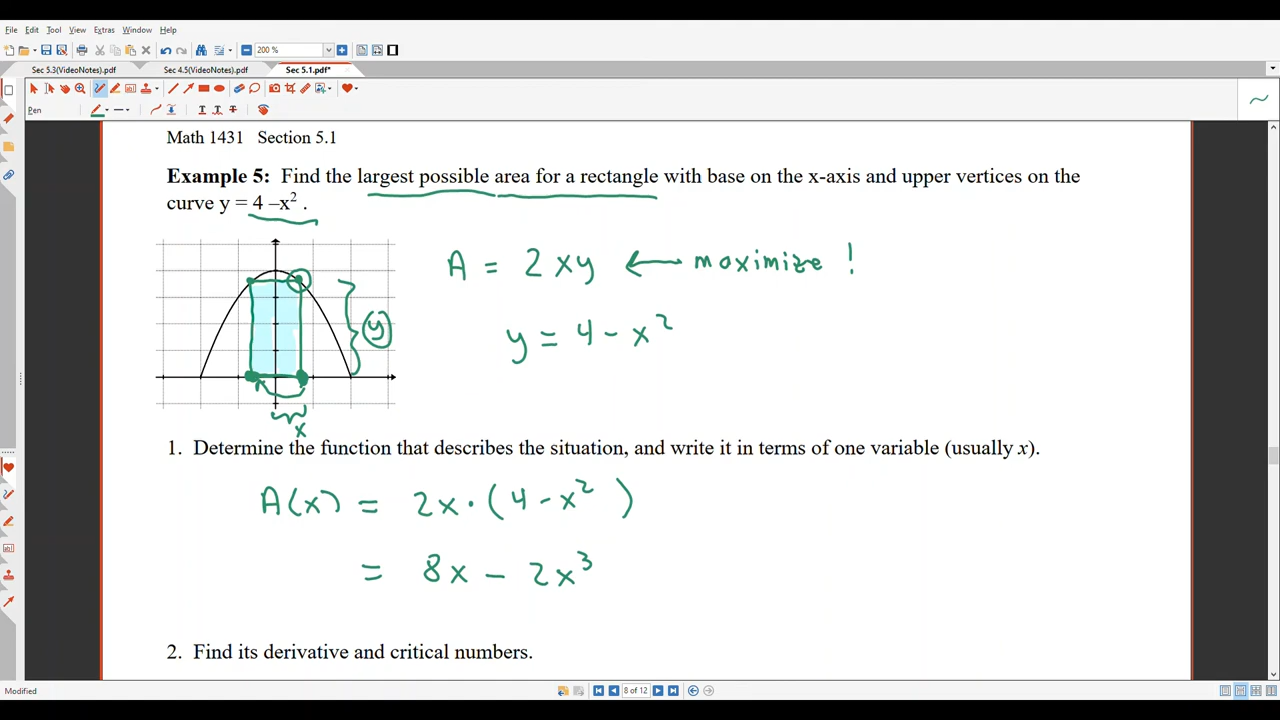 File Edit Tool View Extras Window Help
200 %
Sec 5.3(VideoNotes).pdf Sec 4.5(VideoNotes).pdf Sec 5.1.pdf*
Pen
Math 1431 Section 5.1
Example 5: Find the largest possible area for a rectangle with base on the x-axis and upper vertices on the
curve y = 4 –x² .
A = 2xy ← maximize !
y = 4 - x²
y
x
1. Determine the function that describes the situation, and write it in terms of one variable (usually x).
A(x) = 2x · (4 - x² )
= 8x - 2x³
2. Find its derivative and critical numbers.
Modified
8 of 12